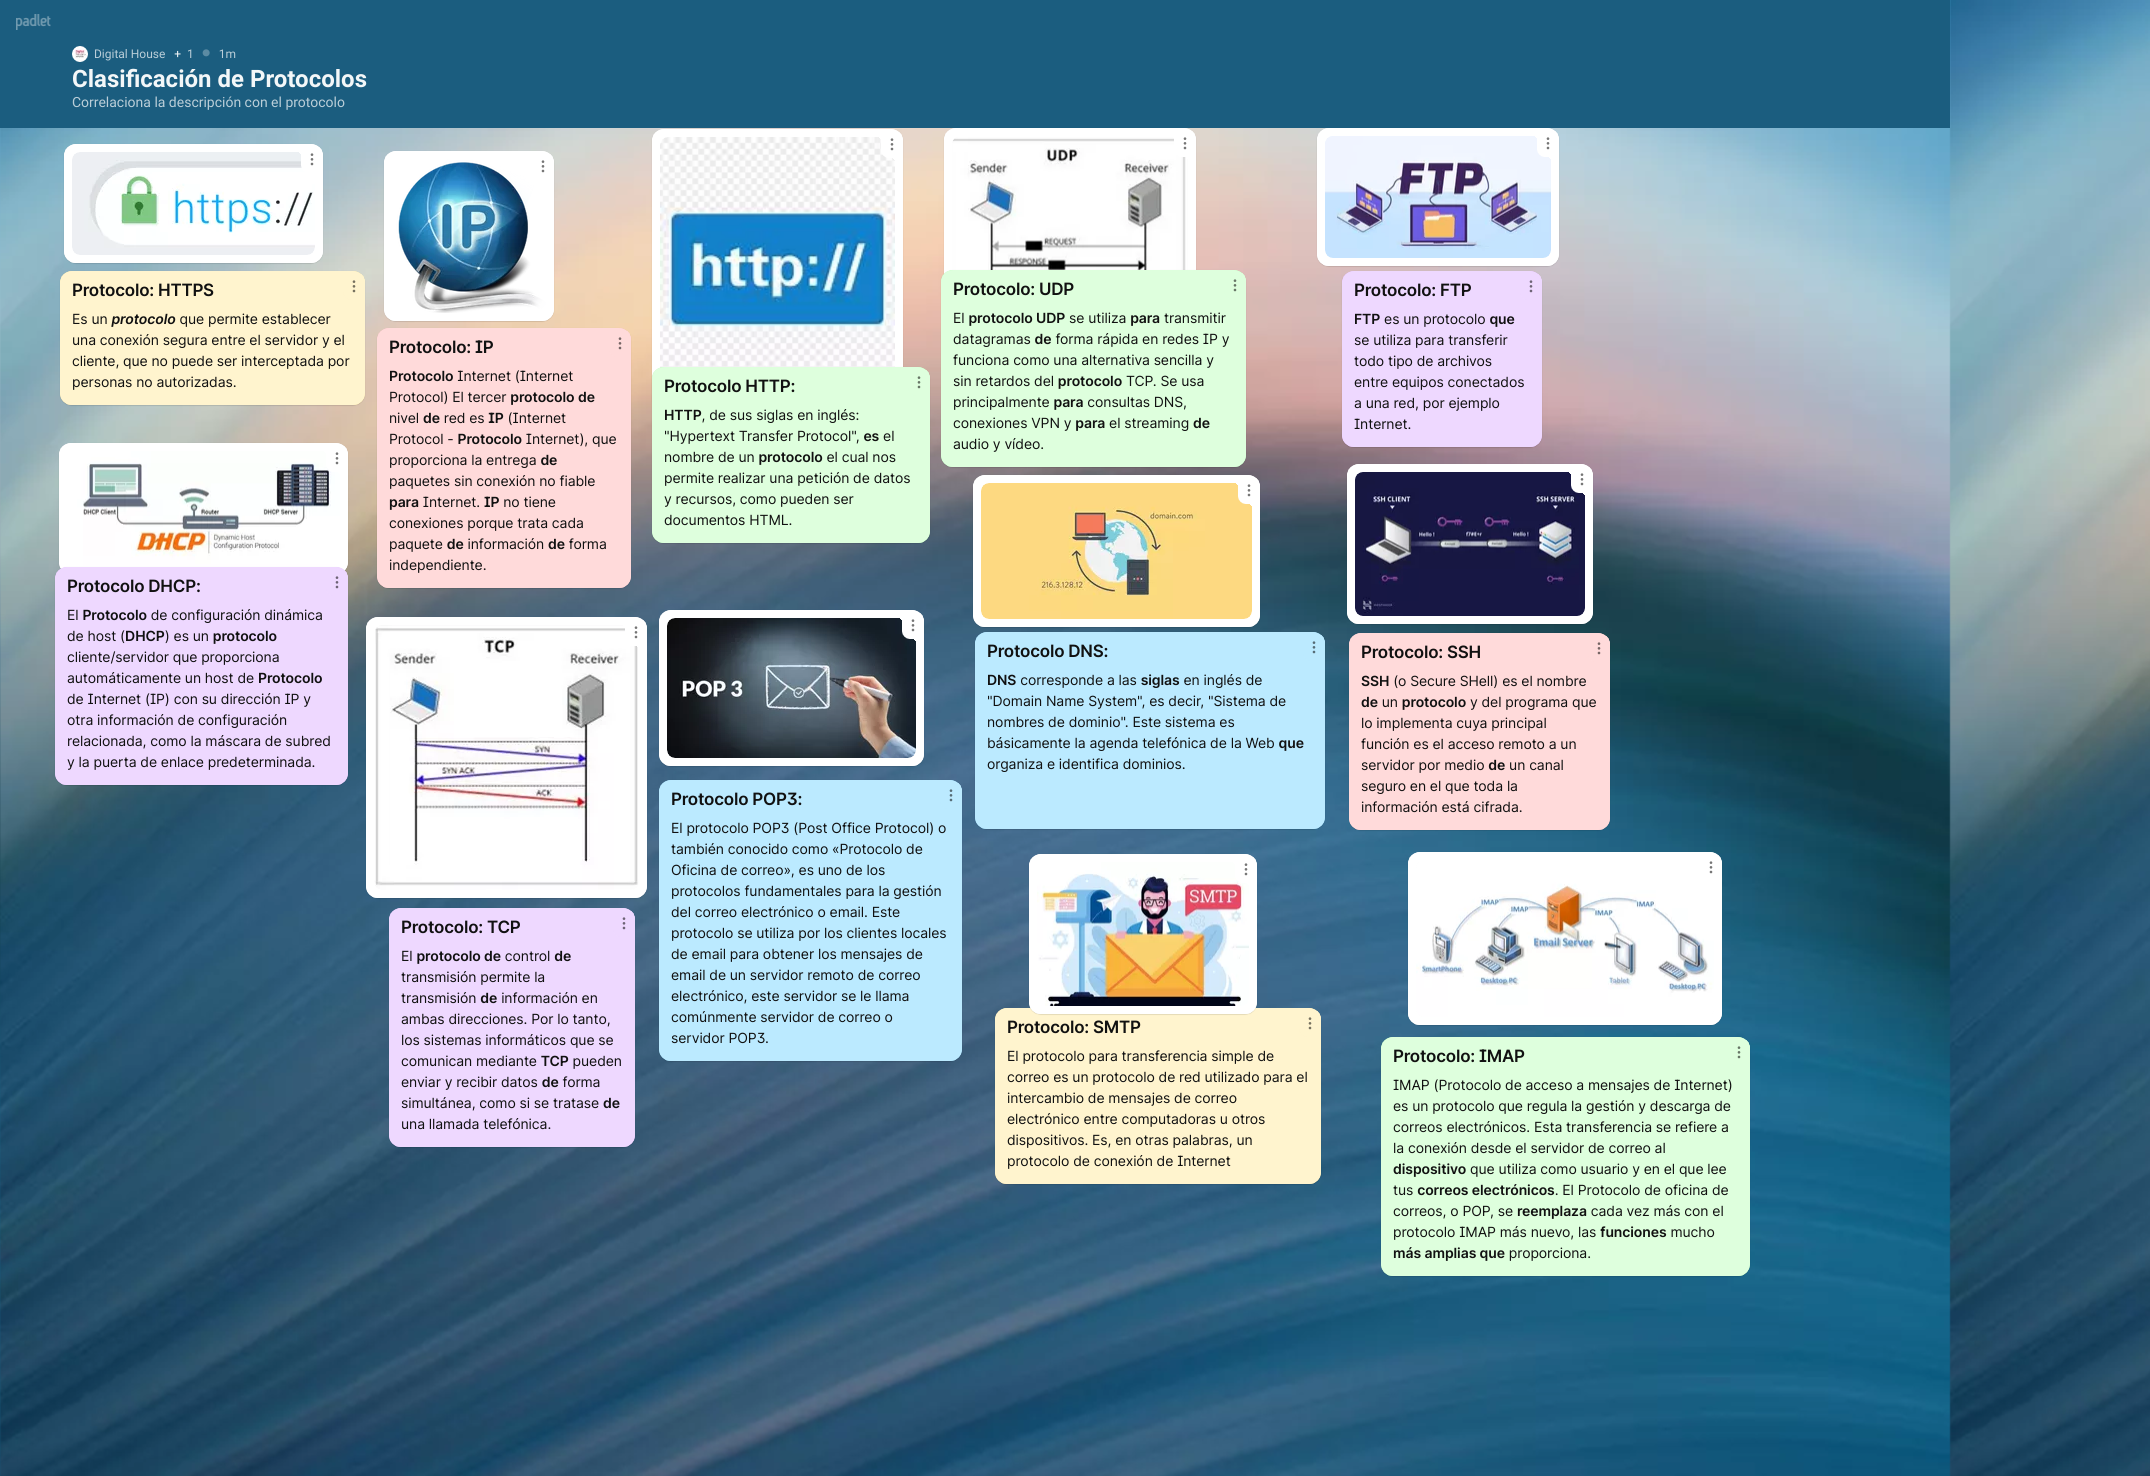 padlet
Digital House + 1 1m
Clasificación de Protocolos
Correlaciona la descripción con el protocolo
https://
Protocolo: HTTPS
Es un protocolo que permite establecer
una conexión segura entre el servidor y el
cliente, que no puede ser interceptada por
personas no autorizadas.
DHCP Client
Router
DHCP Server
DHCP
Dynamic Host
Configuration Protocol
Protocolo DHCP:
El Protocolo de configuración dinámica
de host (DHCP) es un protocolo
cliente/servidor que proporciona
automáticamente un host de Protocolo
de Internet (IP) con su dirección IP y
otra información de configuración
relacionada, como la máscara de subred
y la puerta de enlace predeterminada.
IP
Protocolo: IP
Protocolo Internet (Internet
Protocol) El tercer protocolo de
nivel de red es IP (Internet
Protocol - Protocolo Internet), que
proporciona la entrega de
paquetes sin conexión no fiable
para Internet. IP no tiene
conexiones porque trata cada
paquete de información de forma
independiente.
TCP
Sender
Receiver
SYN
SYN ACK
ACK
Protocolo: TCP
El protocolo de control de
transmisión permite la
transmisión de información en
ambas direcciones. Por lo tanto,
los sistemas informáticos que se
comunican mediante TCP pueden
enviar y recibir datos de forma
simultánea, como si se tratase de
una llamada telefónica.
http://
Protocolo HTTP:
HTTP, de sus siglas en inglés:
"Hypertext Transfer Protocol", es el
nombre de un protocolo el cual nos
permite realizar una petición de datos
y recursos, como pueden ser
documentos HTML.
POP 3
Protocolo POP3:
El protocolo POP3 (Post Office Protocol) o
también conocido como «Protocolo de
Oficina de correo», es uno de los
protocolos fundamentales para la gestión
del correo electrónico o email. Este
protocolo se utiliza por los clientes locales
de email para obtener los mensajes de
email de un servidor remoto de correo
electrónico, este servidor se le llama
comúnmente servidor de correo o
servidor POP3.
UDP
Sender
Receiver
REQUEST
RESPONSE
Protocolo: UDP
El protocolo UDP se utiliza para transmitir
datagramas de forma rápida en redes IP y
funciona como una alternativa sencilla y
sin retardos del protocolo TCP. Se usa
principalmente para consultas DNS,
conexiones VPN y para el streaming de
audio y vídeo.
domain.com
216.3.128.12
Protocolo DNS:
DNS corresponde a las siglas en inglés de
"Domain Name System", es decir, "Sistema de
nombres de dominio". Este sistema es
básicamente la agenda telefónica de la Web que
organiza e identifica dominios.
SMTP
Protocolo: SMTP
El protocolo para transferencia simple de
correo es un protocolo de red utilizado para el
intercambio de mensajes de correo
electrónico entre computadoras u otros
dispositivos. Es, en otras palabras, un
protocolo de conexión de Internet
FTP
Protocolo: FTP
FTP es un protocolo que
se utiliza para transferir
todo tipo de archivos
entre equipos conectados
a una red, por ejemplo
Internet.
SSH CLIENT
SSH SERVER
Hello !
Hello !
Protocolo: SSH
SSH (o Secure SHell) es el nombre
de un protocolo y del programa que
lo implementa cuya principal
función es el acceso remoto a un
servidor por medio de un canal
seguro en el que toda la
información está cifrada.
IMAP
IMAP
IMAP
IMAP
Email Server
SmartPhone
Desktop PC
Tablet
Desktop PC
Protocolo: IMAP
IMAP (Protocolo de acceso a mensajes de Internet)
es un protocolo que regula la gestión y descarga de
correos electrónicos. Esta transferencia se refiere a
la conexión desde el servidor de correo al
dispositivo que utiliza como usuario y en el que lee
tus correos electrónicos. El Protocolo de oficina de
correos, o POP, se reemplaza cada vez más con el
protocolo IMAP más nuevo, las funciones mucho
más amplias que proporciona.